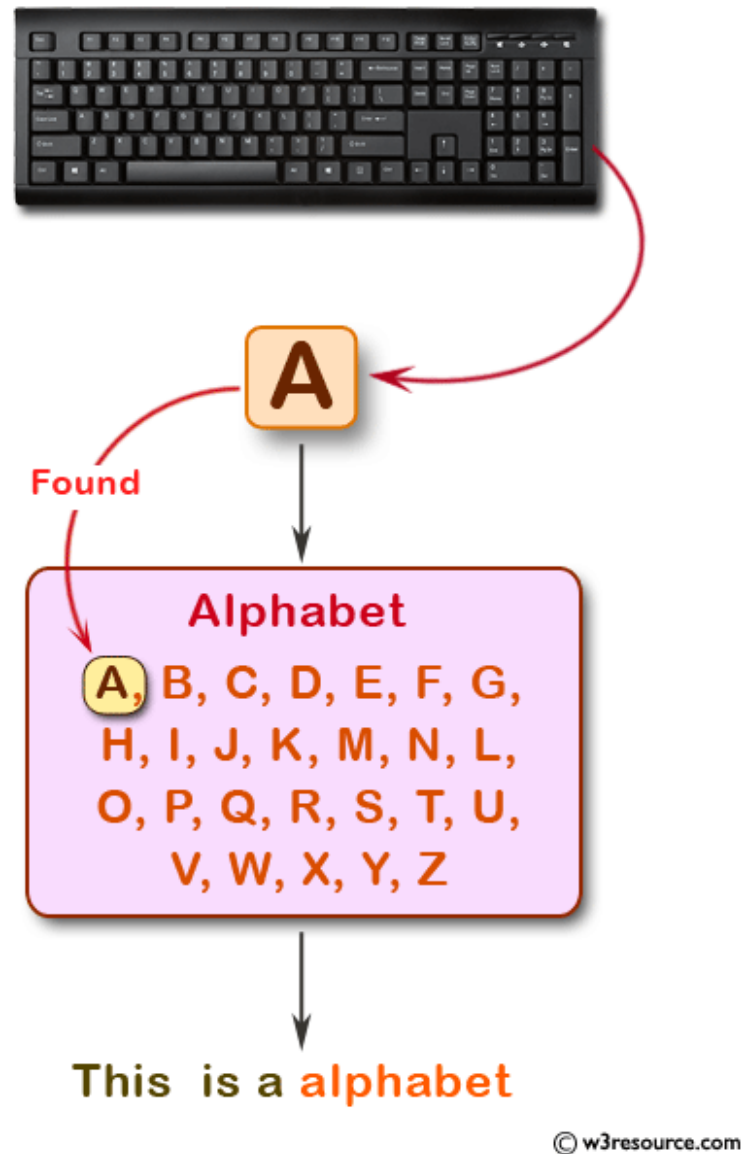 A
Found
Alphabet
A, B, C, D, E, F, G,
H, I, J, K, M, N, L,
O, P, Q, R, S, T, U,
V, W, X, Y, Z
This is a alphabet
© w3resource.com